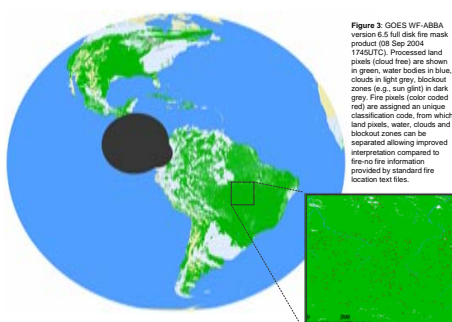 Figure 3: GOES WF-ABBA
version 6.5 full disk fire mask
product (08 Sep 2004
1745UTC). Processed land
pixels (cloud free) are shown
in green, water bodies in blue,
clouds in light grey, blockout
zones (e.g., sun glint) in dark
grey. Fire pixels (color coded
red) are assigned an unique
classification code, from which
land pixels, water, clouds and
blockout zones can be
separated allowing improved
interpretation compared to
fire-no fire information
provided by standard fire
location text files.